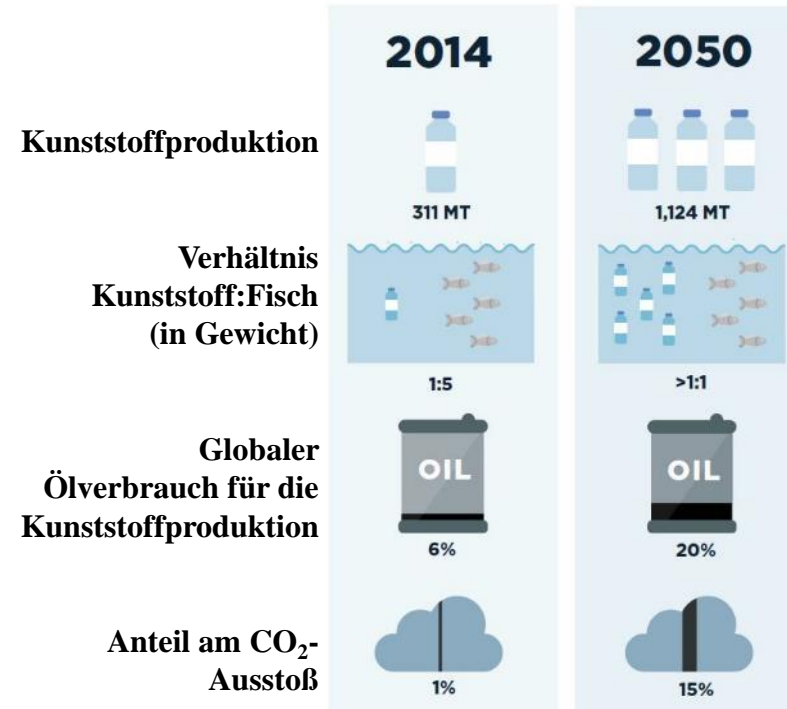 2014 2050
Kunststoffproduktion
311 MT 1,124 MT
Verhältnis
Kunststoff:Fisch
(in Gewicht)
1:5 >1:1
Globaler
Ölverbrauch für die
Kunststoffproduktion
OIL OIL
6% 20%
Anteil am CO₂-
Ausstoß
1% 15%